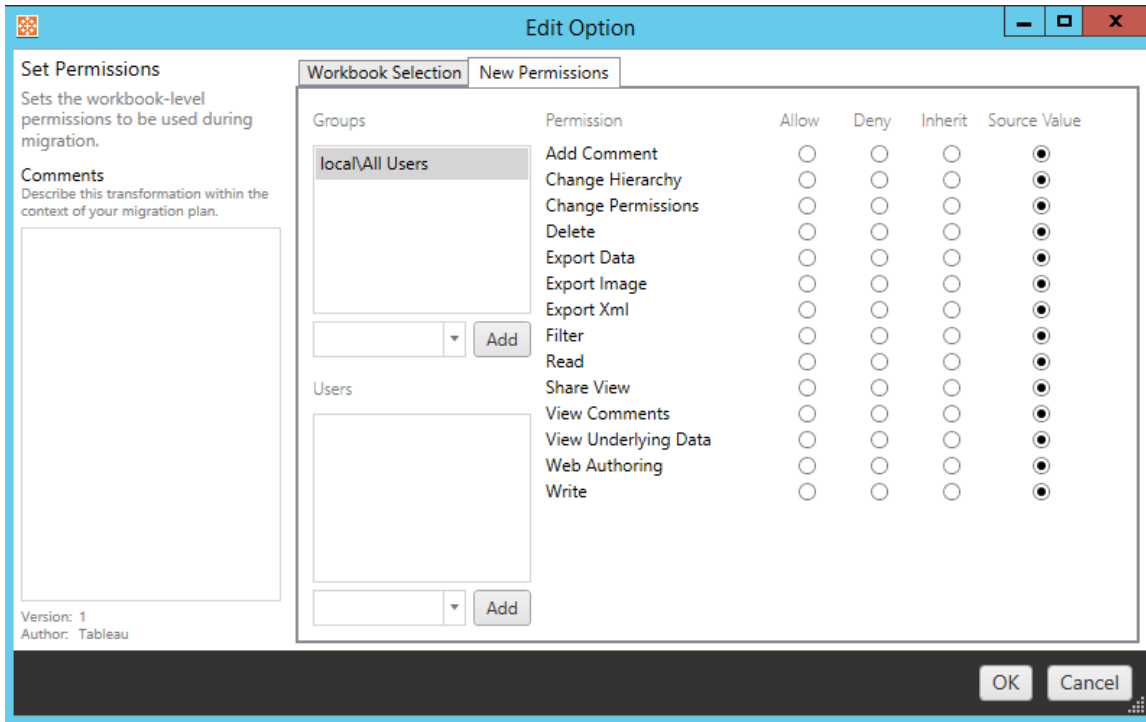 Edit Option
Set Permissions
Sets the workbook-level
permissions to be used during
migration.
Comments
Describe this transformation within the
context of your migration plan.
Version: 1
Author: Tableau
Workbook Selection
New Permissions
Groups
local\All Users
Add
Users
Add
Permission Allow Deny Inherit Source Value
Add Comment
Change Hierarchy
Change Permissions
Delete
Export Data
Export Image
Export Xml
Filter
Read
Share View
View Comments
View Underlying Data
Web Authoring
Write
OK
Cancel